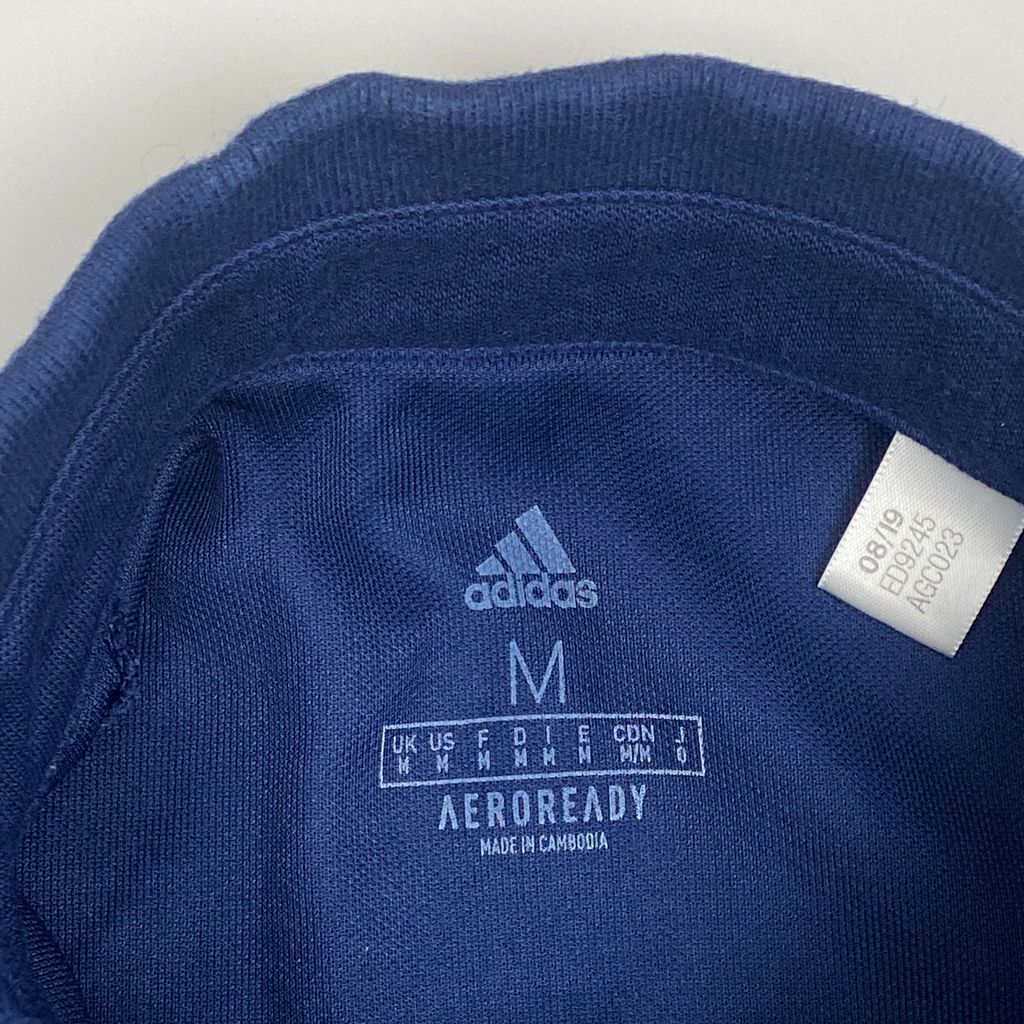 adidas
M
UK US F D I E CDN J
M M M M M M M/M O
AEROREADY
MADE IN CAMBODIA
08/19
ED9245
AGC023